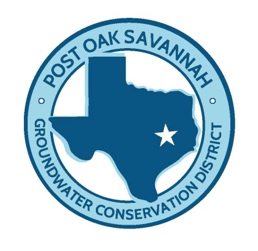 POST OAK SAVANNAH
GROUNDWATER CONSERVATION DISTRICT